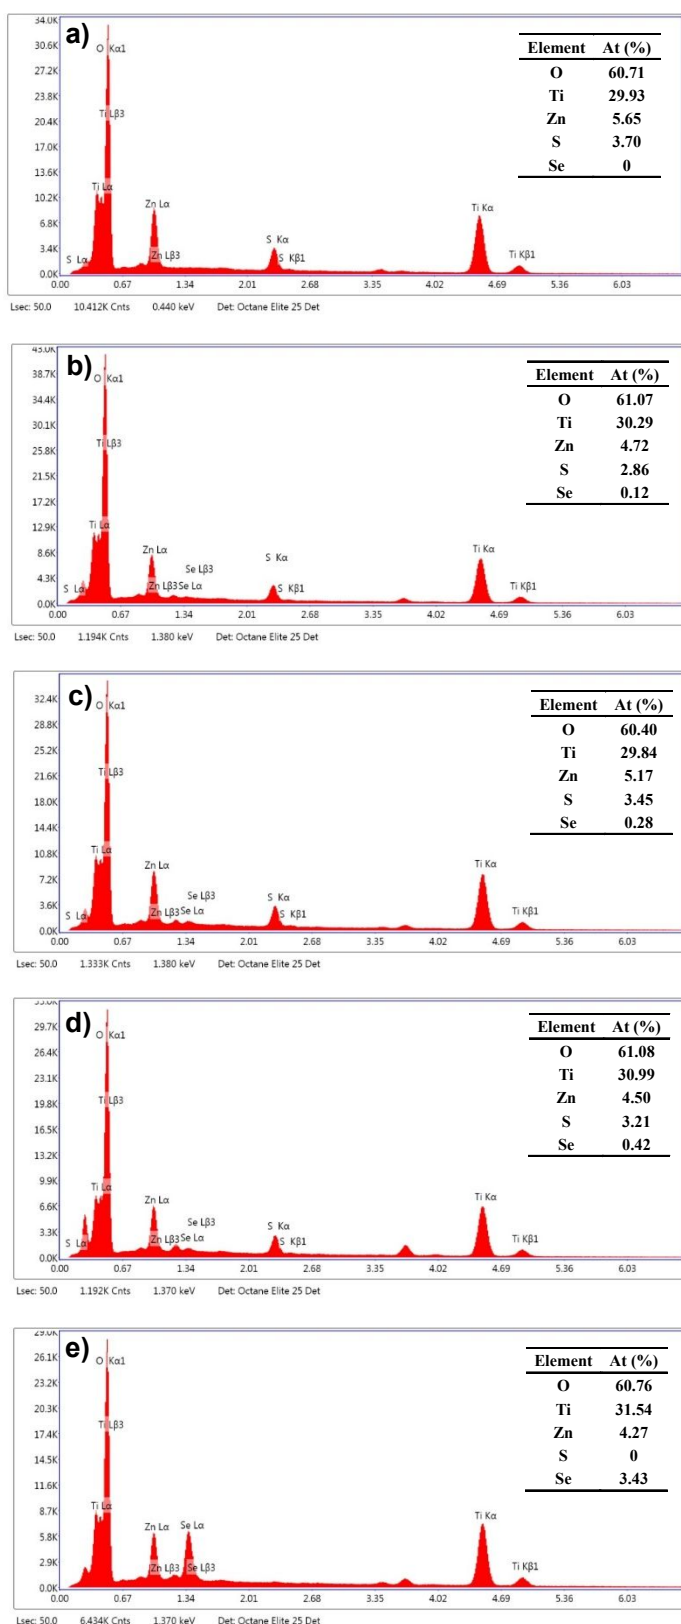 a)
34.0K
30.6K
27.2K
23.8K
20.4K
17.0K
13.6K
10.2K
6.8K
3.4K
0.0K
O Kα1
Ti Lβ3
Ti Lα
S Lα
Zn Lα
Zn Lβ3
S Kα
S Kβ1
Ti Kα
Ti Kβ1
Element At (%)
O 60.71
Ti 29.93
Zn 5.65
S 3.70
Se 0
0.00 0.67 1.34 2.01 2.68 3.35 4.02 4.69 5.36 6.03
Lsec: 50.0 10.412K Cnts 0.440 keV Det: Octane Elite 25 Det
b)
43.0K
38.7K
34.4K
30.1K
25.8K
21.5K
17.2K
12.9K
8.6K
4.3K
0.0K
O Kα1
Ti Lβ3
Ti Lα
S Lα
Zn Lα
Zn Lβ3
Se Lβ3
Se Lα
S Kα
S Kβ1
Ti Kα
Ti Kβ1
Element At (%)
O 61.07
Ti 30.29
Zn 4.72
S 2.86
Se 0.12
0.00 0.67 1.34 2.01 2.68 3.35 4.02 4.69 5.36 6.03
Lsec: 50.0 1.194K Cnts 1.380 keV Det: Octane Elite 25 Det
c)
32.4K
28.8K
25.2K
21.6K
18.0K
14.4K
10.8K
7.2K
3.6K
0.0K
O Kα1
Ti Lβ3
Ti Lα
S Lα
Zn Lα
Zn Lβ3
Se Lβ3
Se Lα
S Kα
S Kβ1
Ti Kα
Ti Kβ1
Element At (%)
O 60.40
Ti 29.84
Zn 5.17
S 3.45
Se 0.28
0.00 0.67 1.34 2.01 2.68 3.35 4.02 4.69 5.36 6.03
Lsec: 50.0 1.333K Cnts 1.380 keV Det: Octane Elite 25 Det
d)
33.0K
29.7K
26.4K
23.1K
19.8K
16.5K
13.2K
9.9K
6.6K
3.3K
0.0K
O Kα1
Ti Lβ3
Ti Lα
S Lα
Zn Lα
Zn Lβ3
Se Lβ3
Se Lα
S Kα
S Kβ1
Ti Kα
Ti Kβ1
Element At (%)
O 61.08
Ti 30.99
Zn 4.50
S 3.21
Se 0.42
0.00 0.67 1.34 2.01 2.68 3.35 4.02 4.69 5.36 6.03
Lsec: 50.0 1.192K Cnts 1.370 keV Det: Octane Elite 25 Det
e)
29.0K
26.1K
23.2K
20.3K
17.4K
14.5K
11.6K
8.7K
5.8K
2.9K
0.0K
O Kα1
Ti Lβ3
Ti Lα
Zn Lα
Zn Lβ3
Se Lα
Se Lβ3
Ti Kα
Ti Kβ1
Element At (%)
O 60.76
Ti 31.54
Zn 4.27
S 0
Se 3.43
0.00 0.67 1.34 2.01 2.68 3.35 4.02 4.69 5.36 6.03
Lsec: 50.0 6.434K Cnts 1.370 keV Det: Octane Elite 25 Det